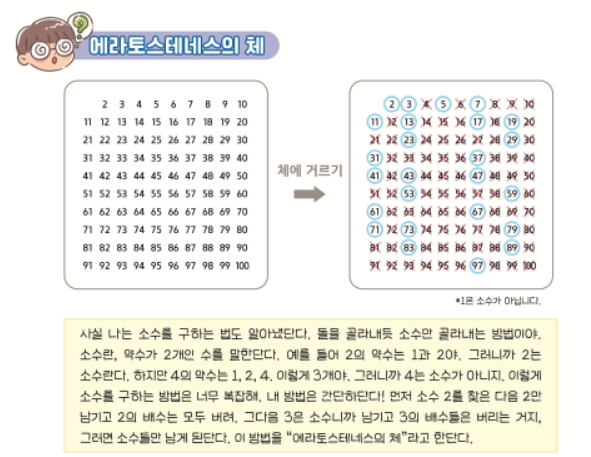 에라토스테네스의 체
2 3 4 5 6 7 8 9 10
11 12 13 14 15 16 17 18 19 20
21 22 23 24 25 26 27 28 29 30
31 32 33 34 35 36 37 38 39 40
41 42 43 44 45 46 47 48 49 50
51 52 53 54 55 56 57 58 59 60
61 62 63 64 65 66 67 68 69 70
71 72 73 74 75 76 77 78 79 80
81 82 83 84 85 86 87 88 89 90
91 92 93 94 95 96 97 98 99 100
체에 거르기
2 3 4 5 6 7 8 9 10
11 12 13 14 15 16 17 18 19 20
21 22 23 24 25 26 27 28 29 30
31 32 33 34 35 36 37 38 39 40
41 42 43 44 45 46 47 48 49 50
51 52 53 54 55 56 57 58 59 60
61 62 63 64 65 66 67 68 69 70
71 72 73 74 75 76 77 78 79 80
81 82 83 84 85 86 87 88 89 90
91 92 93 94 95 96 97 98 99 100
*1은 소수가 아닙니다.
사실 나는 소수를 구하는 법도 알아냈단다. 돌을 골라내듯 소수만 골라내는 방법이야.
소수란, 약수가 2개인 수를 말한단다. 예를 들어 2의 약수는 1과 2야. 그러니까 2는
소수란다. 하지만 4의 약수는 1, 2, 4. 이렇게 3개야. 그러니까 4는 소수가 아니지. 이렇게
소수를 구하는 방법은 너무 복잡해. 내 방법은 간단하단다! 먼저 소수 2를 찾은 다음 2만
남기고 2의 배수는 모두 버려. 그다음 3은 소수니까 남기고 3의 배수들은 버리는 거지,
그러면 소수들만 남게 된단다. 이 방법을 “에라토스테네스의 체”라고 한단다.